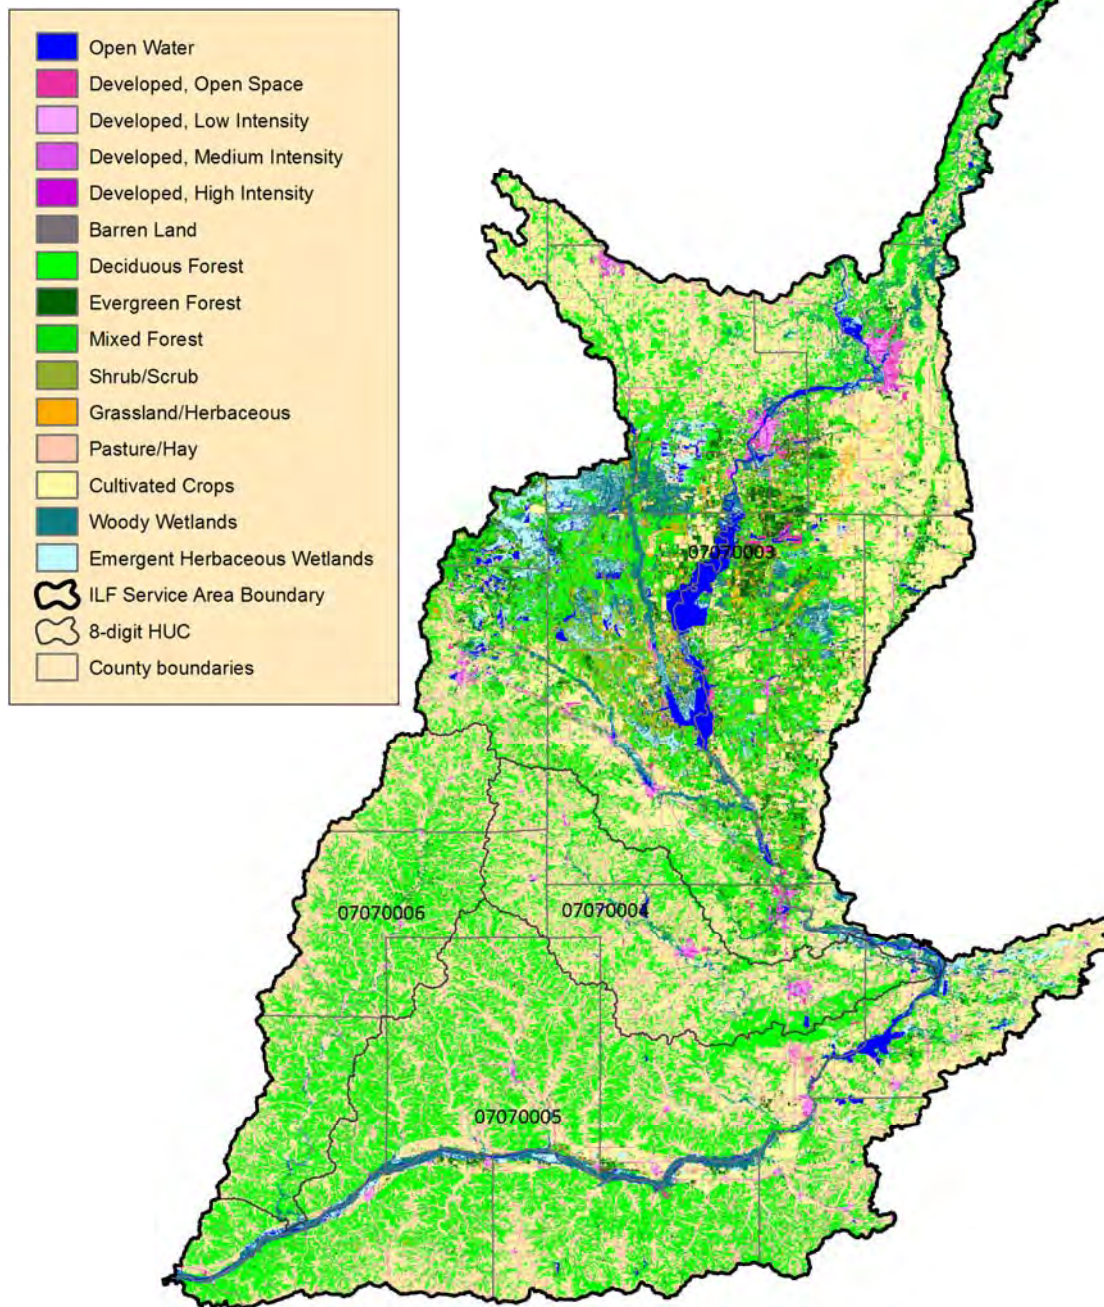 Open Water
Developed, Open Space
Developed, Low Intensity
Developed, Medium Intensity
Developed, High Intensity
Barren Land
Deciduous Forest
Evergreen Forest
Mixed Forest
Shrub/Scrub
Grassland/Herbaceous
Pasture/Hay
Cultivated Crops
Woody Wetlands
Emergent Herbaceous Wetlands
ILF Service Area Boundary
8-digit HUC
County boundaries
07070003
07070006
07070004
07070005